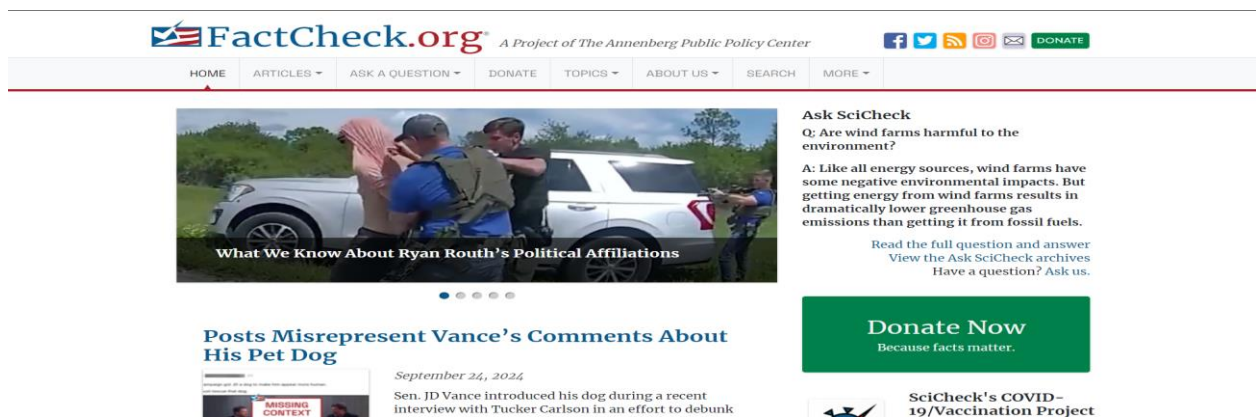 FactCheck.org® A Project of The Annenberg Public Policy Center
DONATE
HOME ARTICLES ASK A QUESTION DONATE TOPICS ABOUT US SEARCH MORE
What We Know About Ryan Routh's Political Affiliations
Posts Misrepresent Vance's Comments About
His Pet Dog
September 24, 2024
Sen. JD Vance introduced his dog during a recent
interview with Tucker Carlson in an effort to debunk
MISSING
CONTEXT
Ask SciCheck
Q: Are wind farms harmful to the
environment?
A: Like all energy sources, wind farms have
some negative environmental impacts. But
getting energy from wind farms results in
dramatically lower greenhouse gas
emissions than getting it from fossil fuels.
Read the full question and answer
View the Ask SciCheck archives
Have a question? Ask us.
Donate Now
Because facts matter.
SciCheck's COVID-
19/Vaccination Project